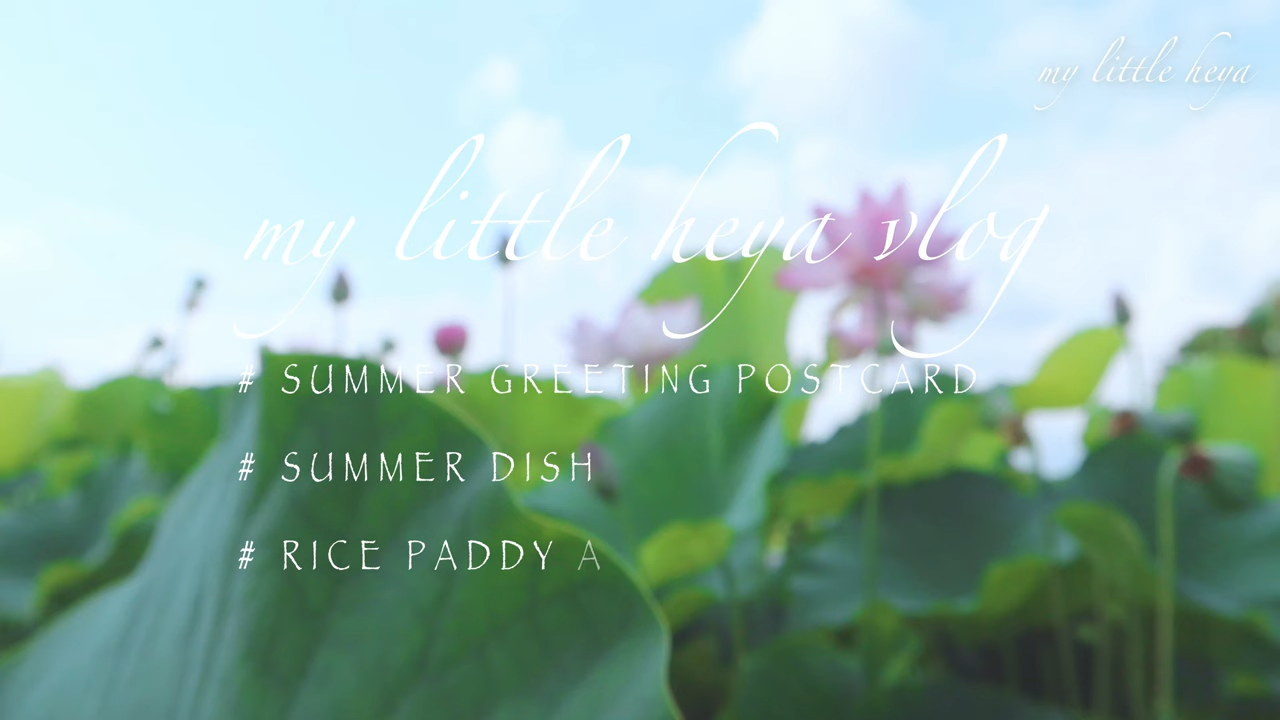 my little heya
my little heya vlog
# SUMMER GREETING POSTCARD
# SUMMER DISH
# RICE PADDY A